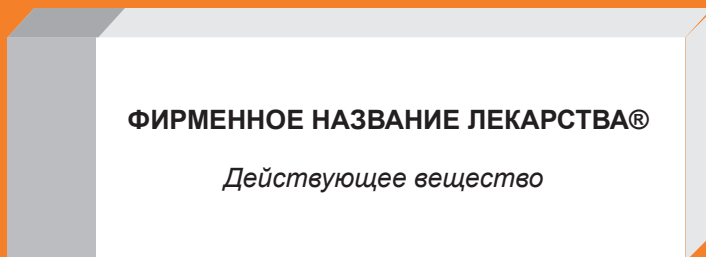 ФИРМЕННОЕ НАЗВАНИЕ ЛЕКАРСТВА®
Действующее вещество